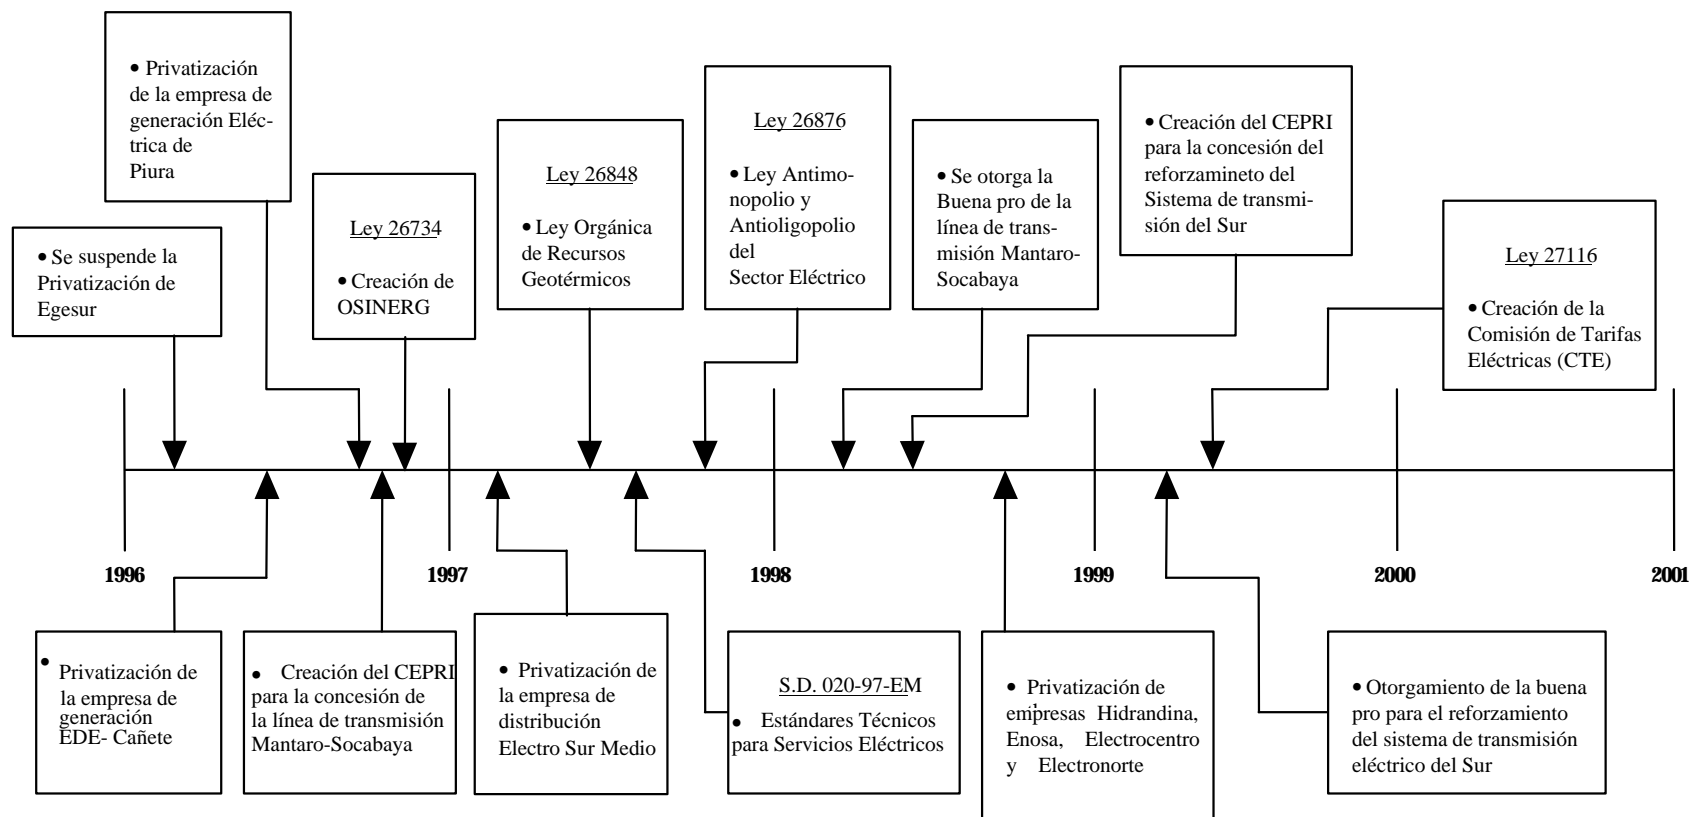 • Privatización
de la empresa de
generación Eléc-
trica de
Piura
• Se suspende la
Privatización de
Egesur
Ley 26734
• Creación de
OSINERG
Ley 26848
• Ley Orgánica
de Recursos
Geotérmicos
Ley 26876
• Ley Antimo-
nopolio y
Antioligopolio
del
Sector Eléctrico
• Se otorga la
Buena pro de la
línea de trans-
misión Mantaro-
Socabaya
• Creación del CEPRI
para la concesión del
reforzamineto del
Sistema de transmi-
sión del Sur
Ley 27116
• Creación de la
Comisión de Tarifas
Eléctricas (CTE)
1996
1997
1998
1999
2000
2001
• Privatización de
la empresa de
generación
EDE- Cañete
• Creación del CEPRI
para la concesión de
la línea de transmisión
Mantaro-Socabaya
• Privatización de
la empresa de
distribución
Electro Sur Medio
S.D. 020-97-EM
• Estándares Técnicos
para Servicios Eléctricos
• Privatización de
empresas Hidrandina,
Enosa, Electrocentro
y Electronorte
• Otorgamiento de la buena
pro para el reforzamiento
del sistema de transmisión
eléctrico del Sur